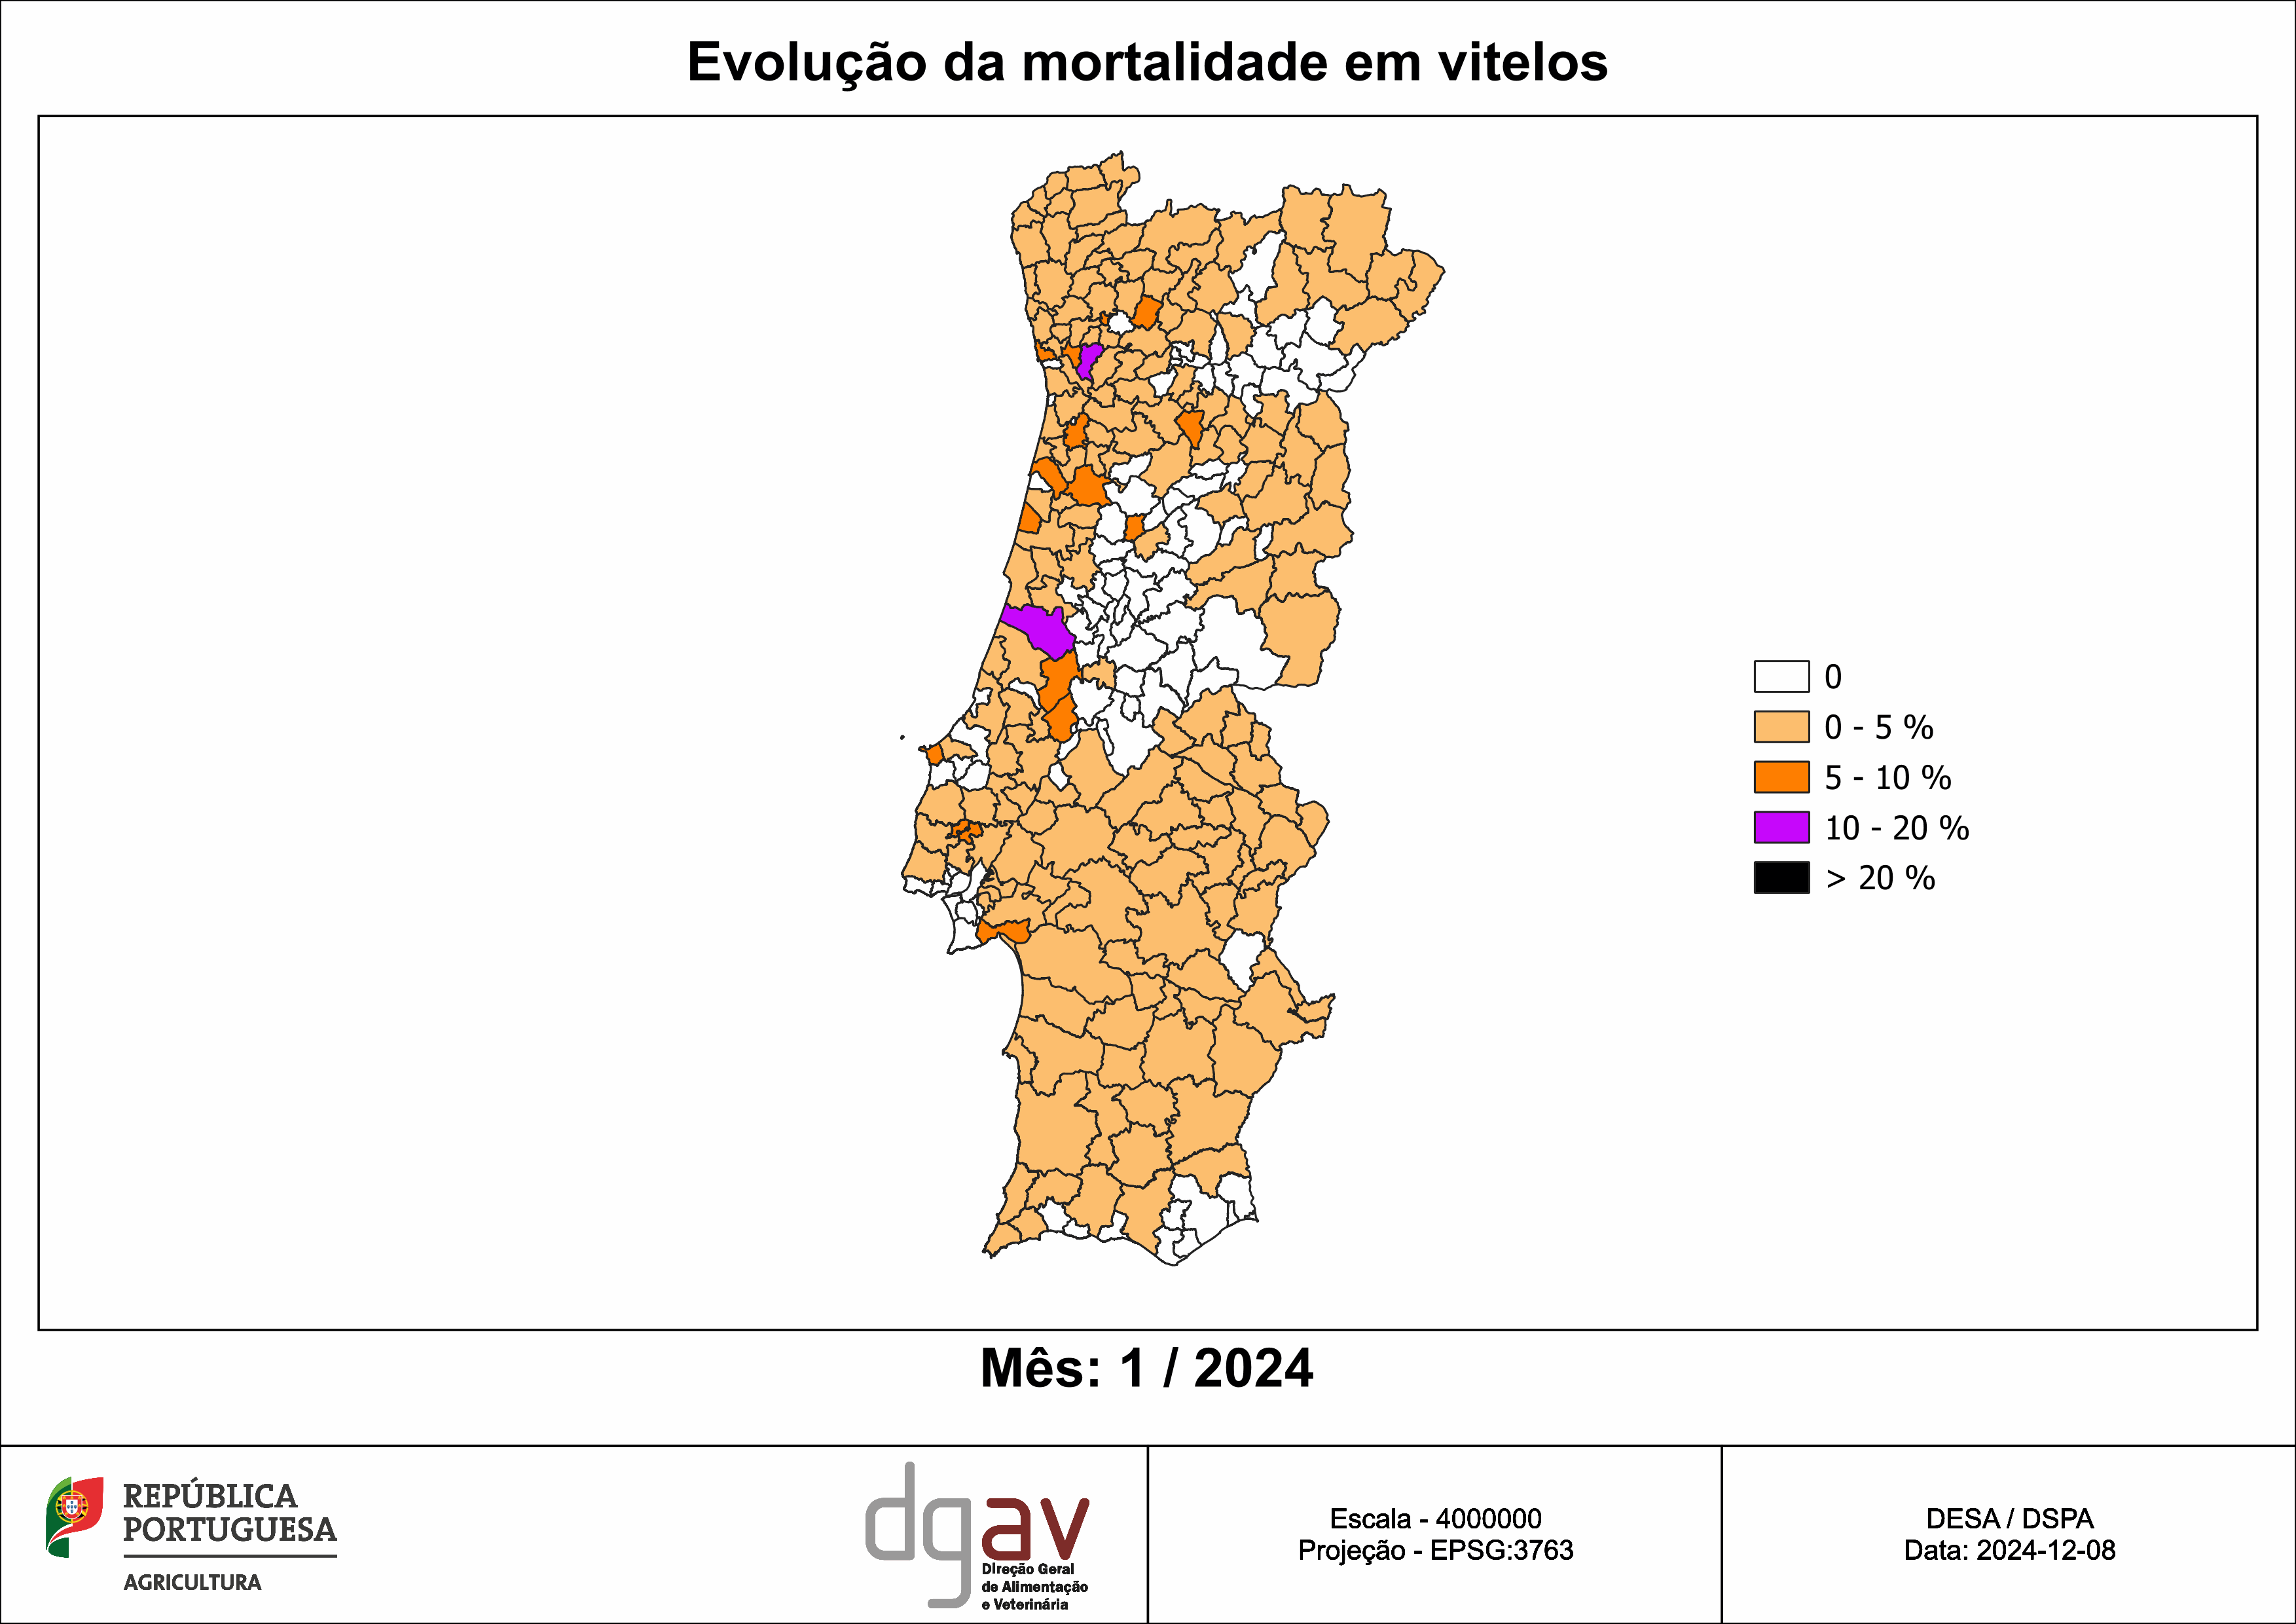 Evolução da mortalidade em vitelos
0
0 - 5 %
5 - 10 %
10 - 20 %
> 20 %
Mês: 1 / 2024
REPÚBLICA
PORTUGUESA
AGRICULTURA
dgav
Direção Geral
de Alimentação
e Veterinária
Escala - 4000000
Projeção - EPSG:3763
DESA / DSPA
Data: 2024-12-08